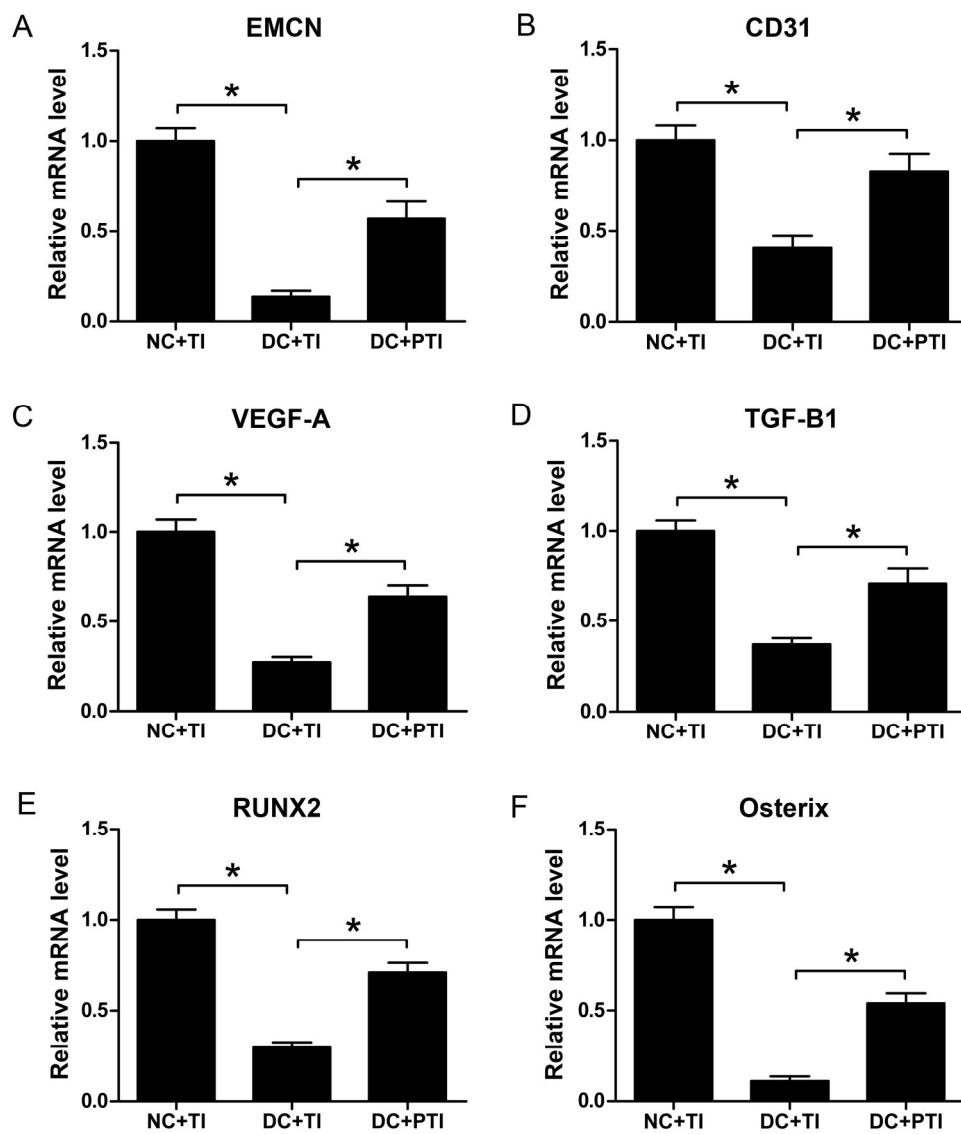 A
EMCN
Relative mRNA level
1.5
1.0
0.5
0.0
*
*
NC+TI DC+TI DC+PTI
B
CD31
Relative mRNA level
1.5
1.0
0.5
0.0
*
*
NC+TI DC+TI DC+PTI
C
VEGF-A
Relative mRNA level
1.5
1.0
0.5
0.0
*
*
NC+TI DC+TI DC+PTI
D
TGF-B1
Relative mRNA level
1.5
1.0
0.5
0.0
*
*
NC+TI DC+TI DC+PTI
E
RUNX2
Relative mRNA level
1.5
1.0
0.5
0.0
*
*
NC+TI DC+TI DC+PTI
F
Osterix
Relative mRNA level
1.5
1.0
0.5
0.0
*
*
NC+TI DC+TI DC+PTI